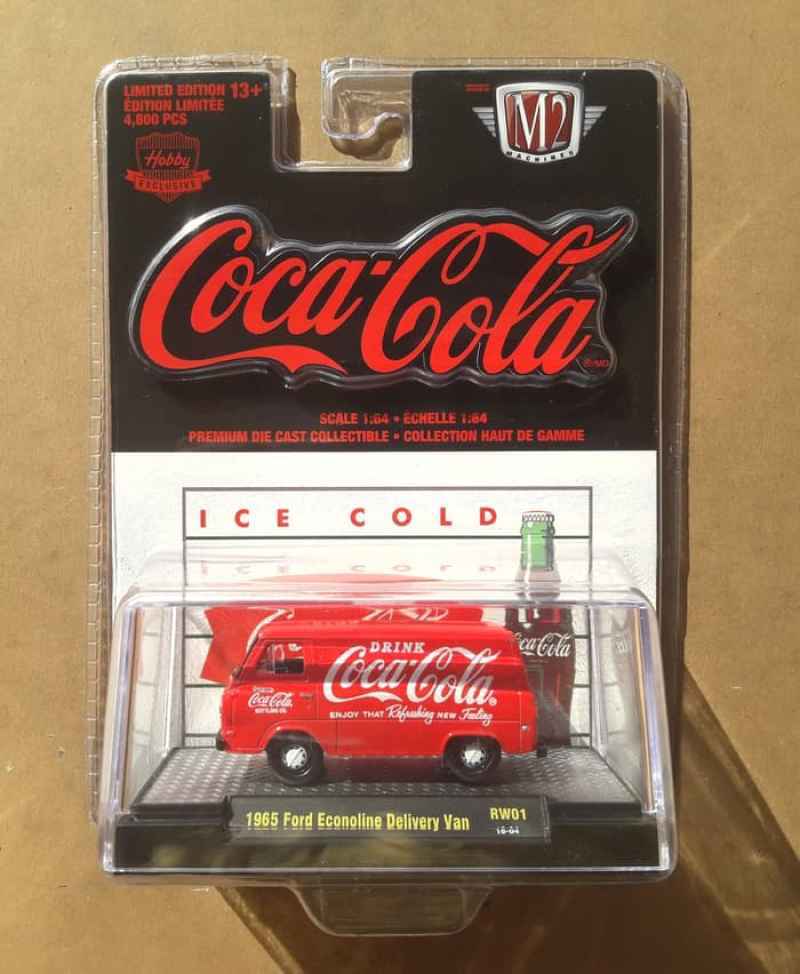 LIMITED EDITION 13+
ÉDITION LIMITÉE
4,800 PCS
Hobby
EXCLUSIVE
M2
MACHINES
Coca-Cola
SCALE 1:64 • ÉCHELLE 1:64
PREMIUM DIE CAST COLLECTIBLE • COLLECTION HAUT DE GAMME
ICE COLD
Coca-Cola
DRINK
Coca-Cola®
ENJOY THAT Refreshing NEW Feeling
Coca-Cola
BOTTLING CO.
1965 Ford Econoline Delivery Van
RW01